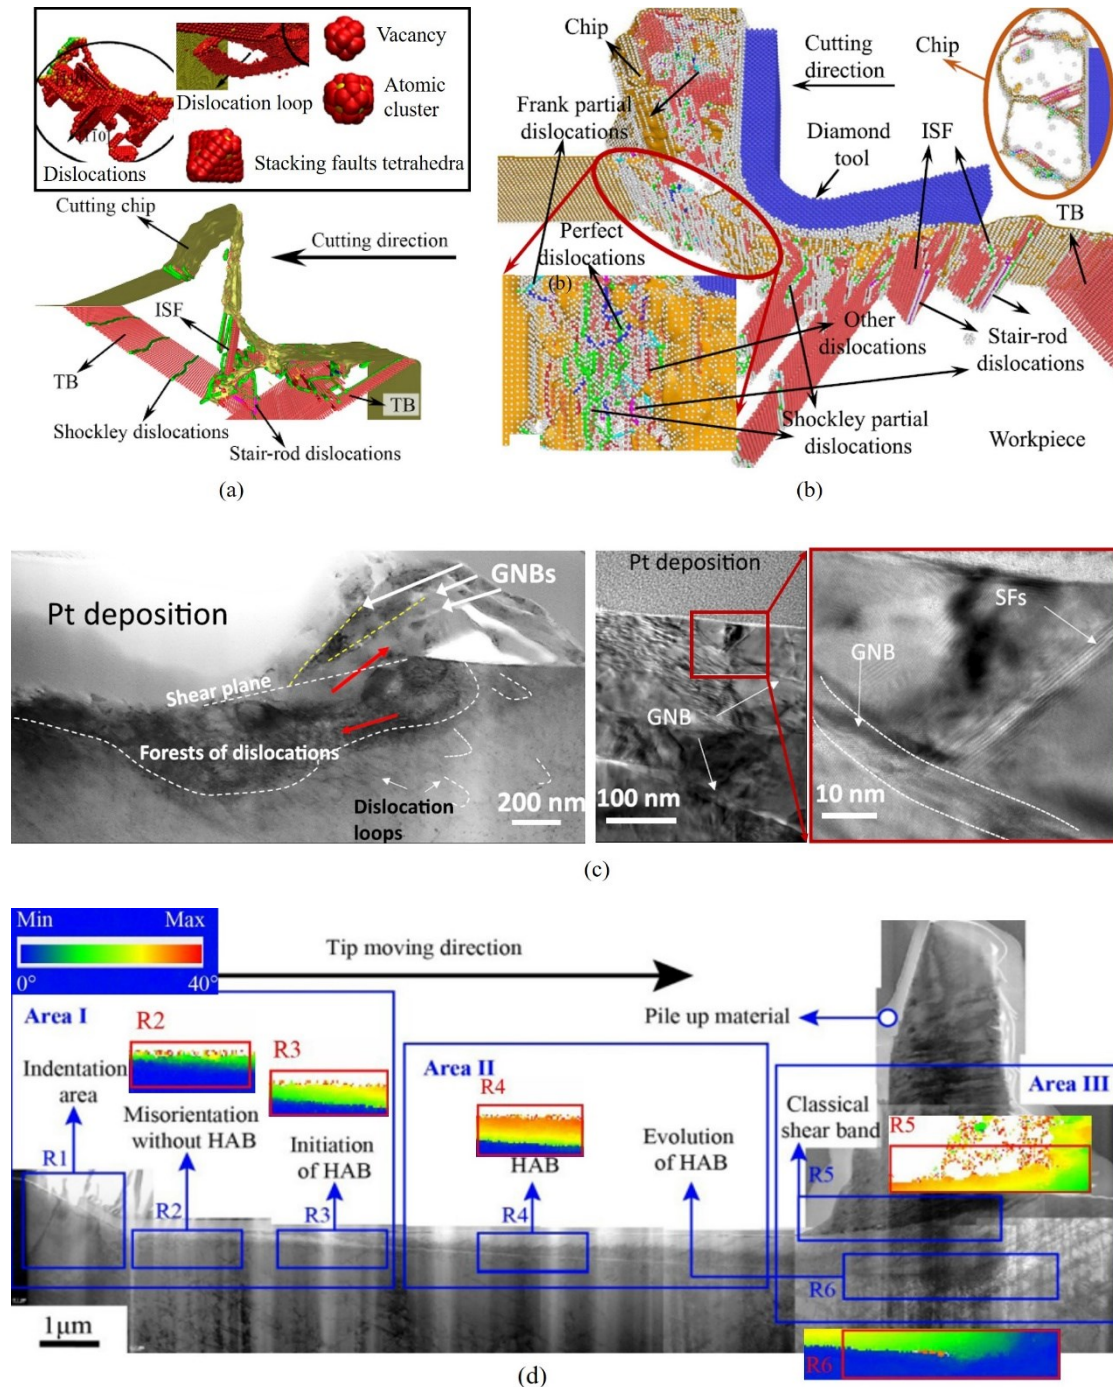 Vacancy
Dislocation loop
Atomic
cluster
Stacking faults tetrahedra
Dislocations
Cutting chip
Cutting direction
ISF
TB
TB
Shockley dislocations
Stair-rod dislocations
(a)
Chip
Cutting
direction
Chip
Frank partial
dislocations
Diamond
tool
ISF
TB
Perfect
dislocations
(b)
Other
dislocations
Stair-rod
dislocations
Shockley partial
dislocations
Workpiece
(b)
Pt deposition
GNBs
Shear plane
Forests of dislocations
Dislocation
loops
200 nm
Pt deposition
GNB
100 nm
SFs
GNB
10 nm
(c)
Min Max
0° 40°
Tip moving direction
Area I
R2
R3
Indentation
area
Misorientation
without HAB
Initiation
of HAB
R1
R2
R3
Area II
R4
HAB
Evolution
of HAB
R4
Pile up material
Area III
Classical
shear band
R5
R5
R6
R6
1μm
(d)